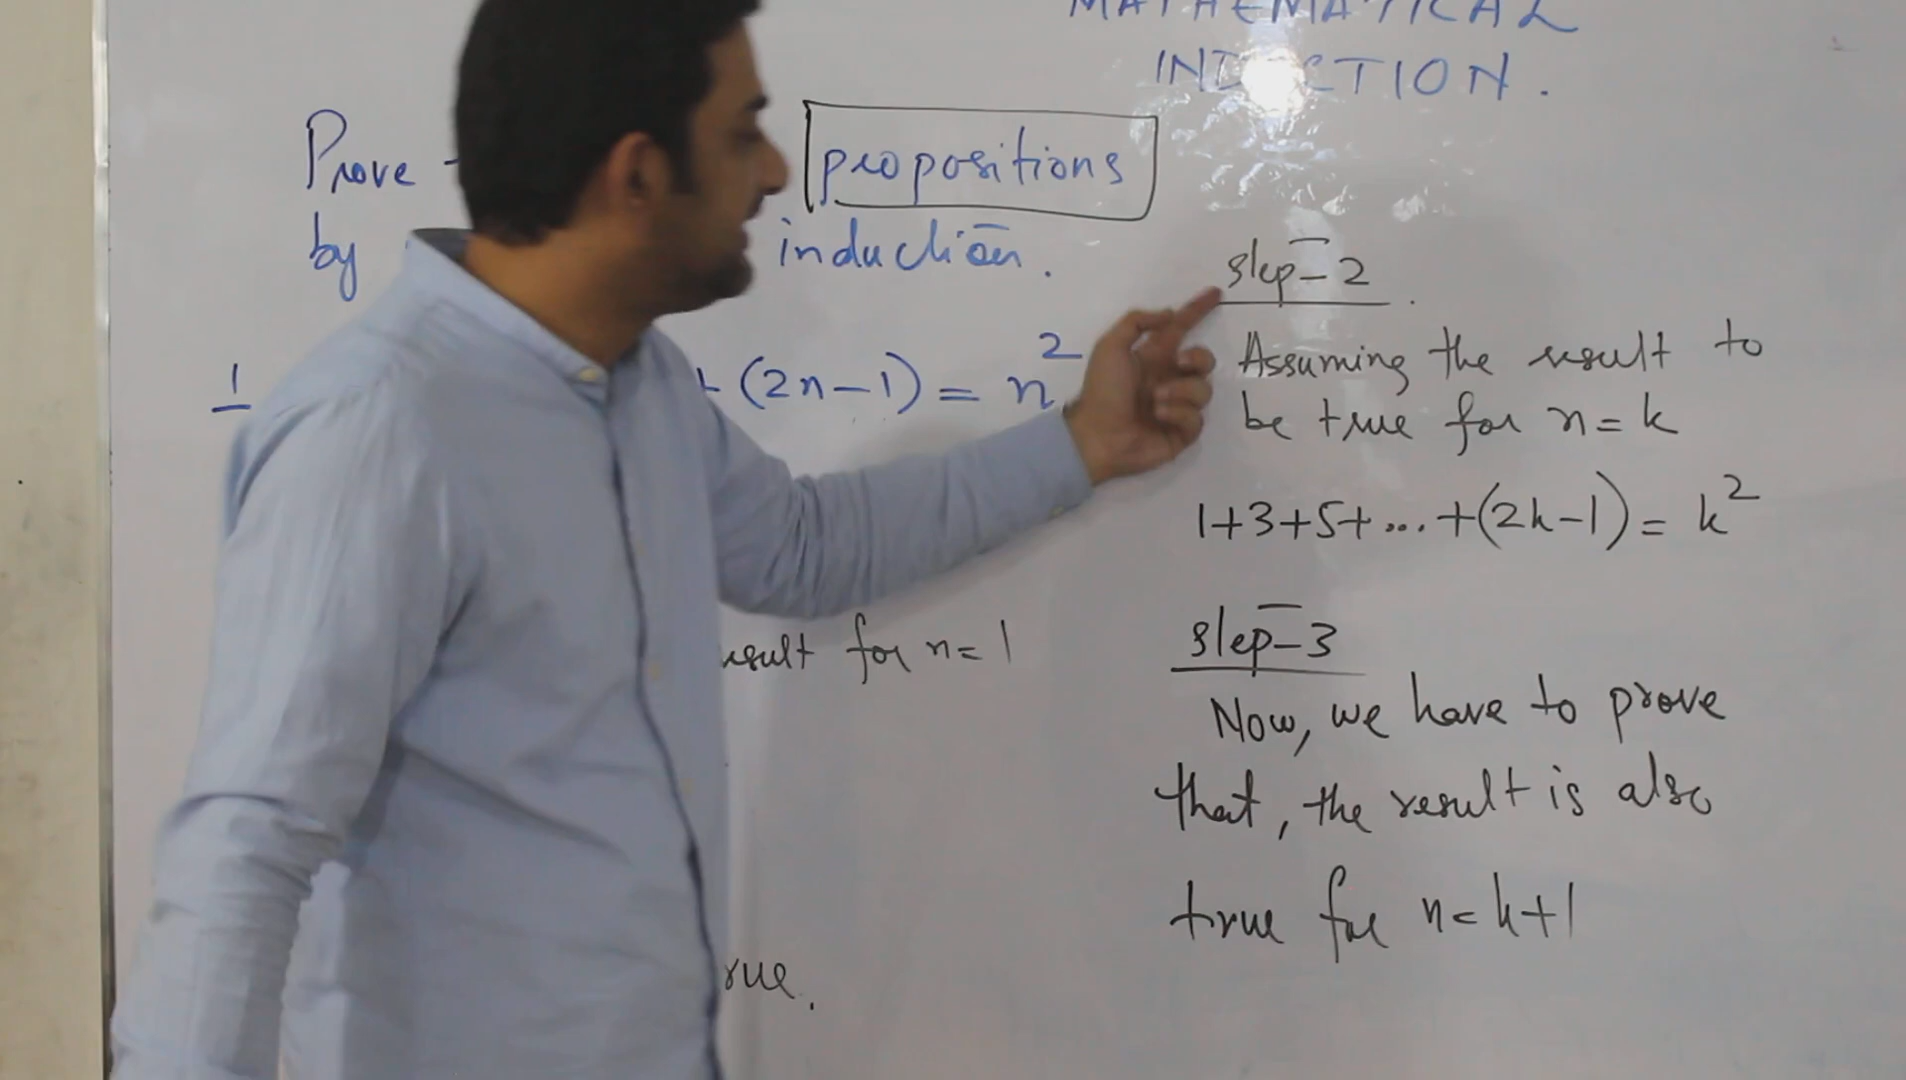 MATHEMATICAL
INDUCTION.
Prove propositions
by induction.
1 + (2n-1) = n²
result for n=1
rue.
step-2
Assuming the result to
be true for n=k
1+3+5+...+(2k-1)= k²
step-3
Now, we have to prove
that, the result is also
true for n=k+1